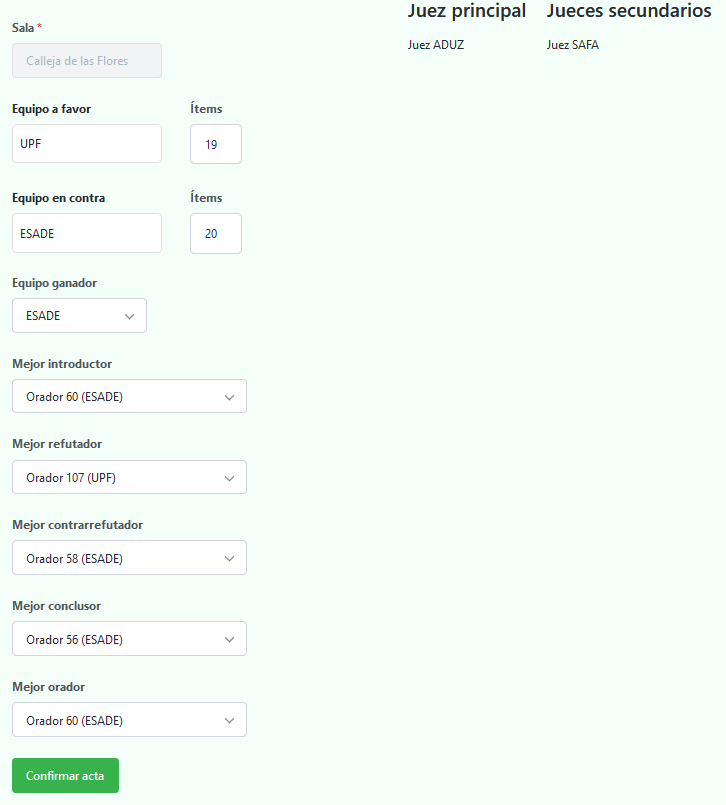 Sala *
Calleja de las Flores
Equipo a favor
Ítems
UPF
19
Equipo en contra
Ítems
ESADE
20
Equipo ganador
ESADE
Mejor introductor
Orador 60 (ESADE)
Mejor refutador
Orador 107 (UPF)
Mejor contrarrefutador
Orador 58 (ESADE)
Mejor conclusor
Orador 56 (ESADE)
Mejor orador
Orador 60 (ESADE)
Confirmar acta
Juez principal
Juez ADUZ
Jueces secundarios
Juez SAFA